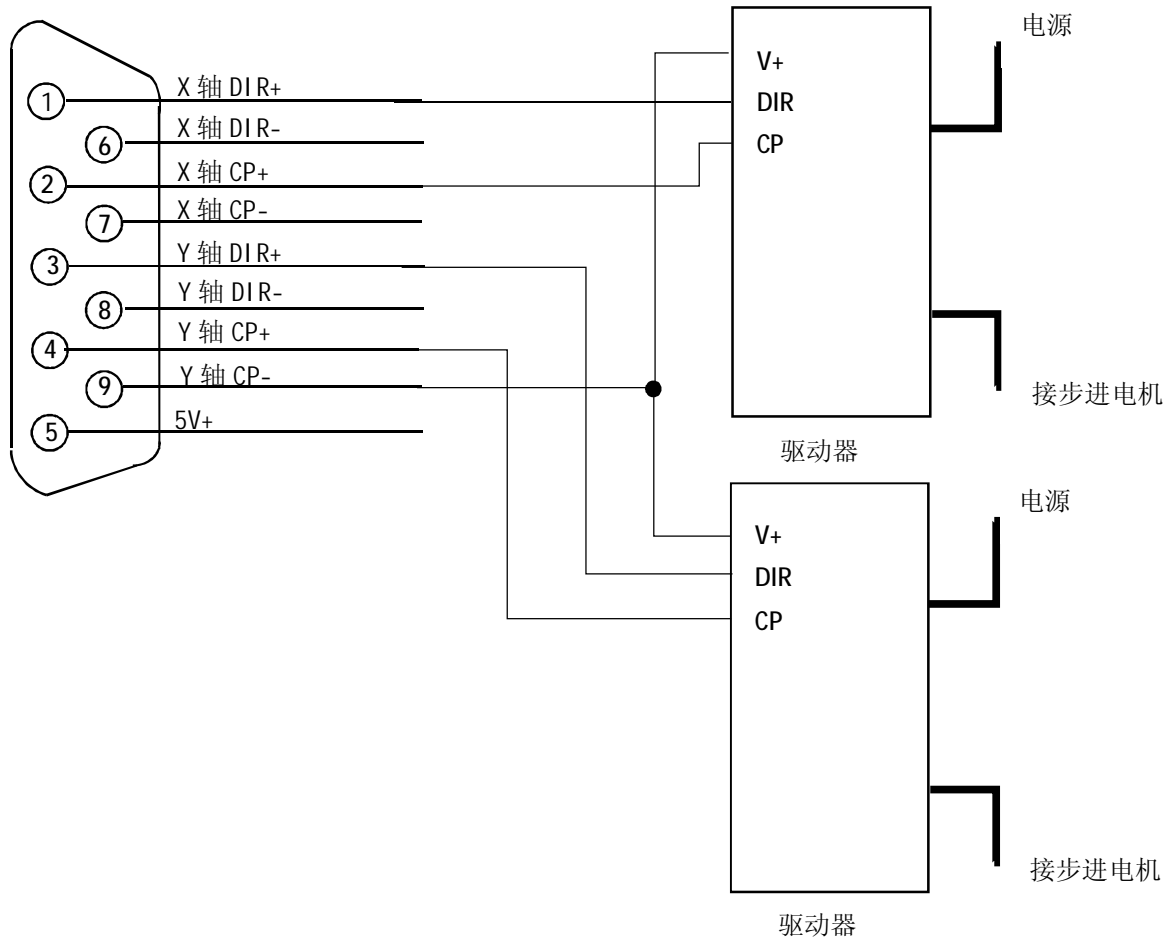 电源
V+
1
X 轴 DIR+
DIR
6
X 轴 DIR-
CP
2
X 轴 CP+
7
X 轴 CP-
3
Y 轴 DIR+
8
Y 轴 DIR-
4
Y 轴 CP+
9
Y 轴 CP-
接步进电机
5
5V+
驱动器
电源
V+
DIR
CP
接步进电机
驱动器